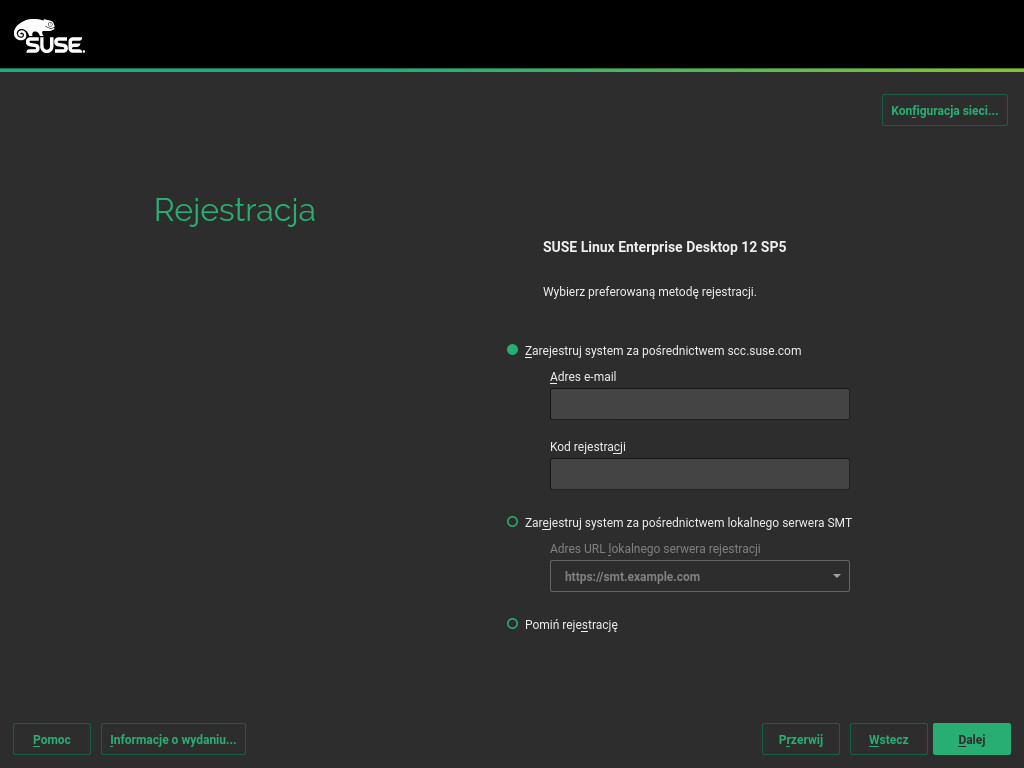 SUSE.
Konfiguracja sieci...
Rejestracja
SUSE Linux Enterprise Desktop 12 SP5
Wybierz preferowaną metodę rejestracji.
Zarejestruj system za pośrednictwem scc.suse.com
Adres e-mail
Kod rejestracji
Zarejestruj system za pośrednictwem lokalnego serwera SMT
Adres URL lokalnego serwera rejestracji
https://smt.example.com
Pomiń rejestrację
Pomoc Informacje o wydaniu... Przerwij Wstecz Dalej